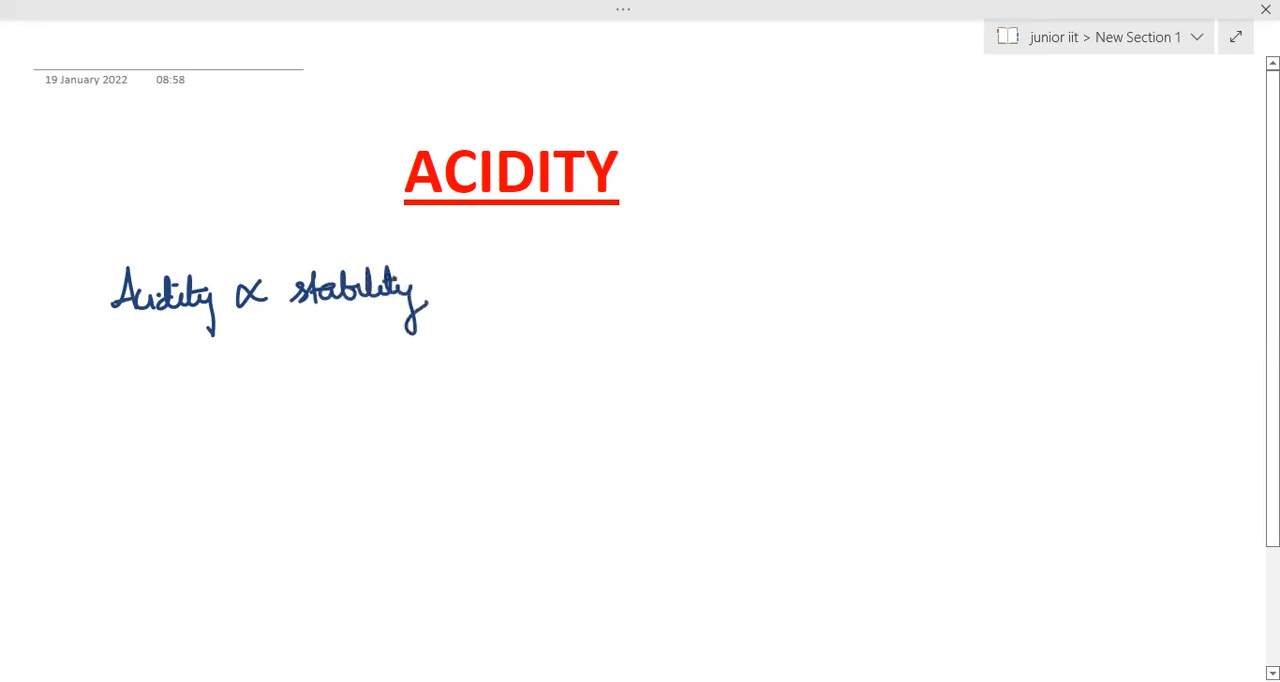 ...
junior iit > New Section 1
19 January 2022 08:58
ACIDITY
Acidity ∝ stability